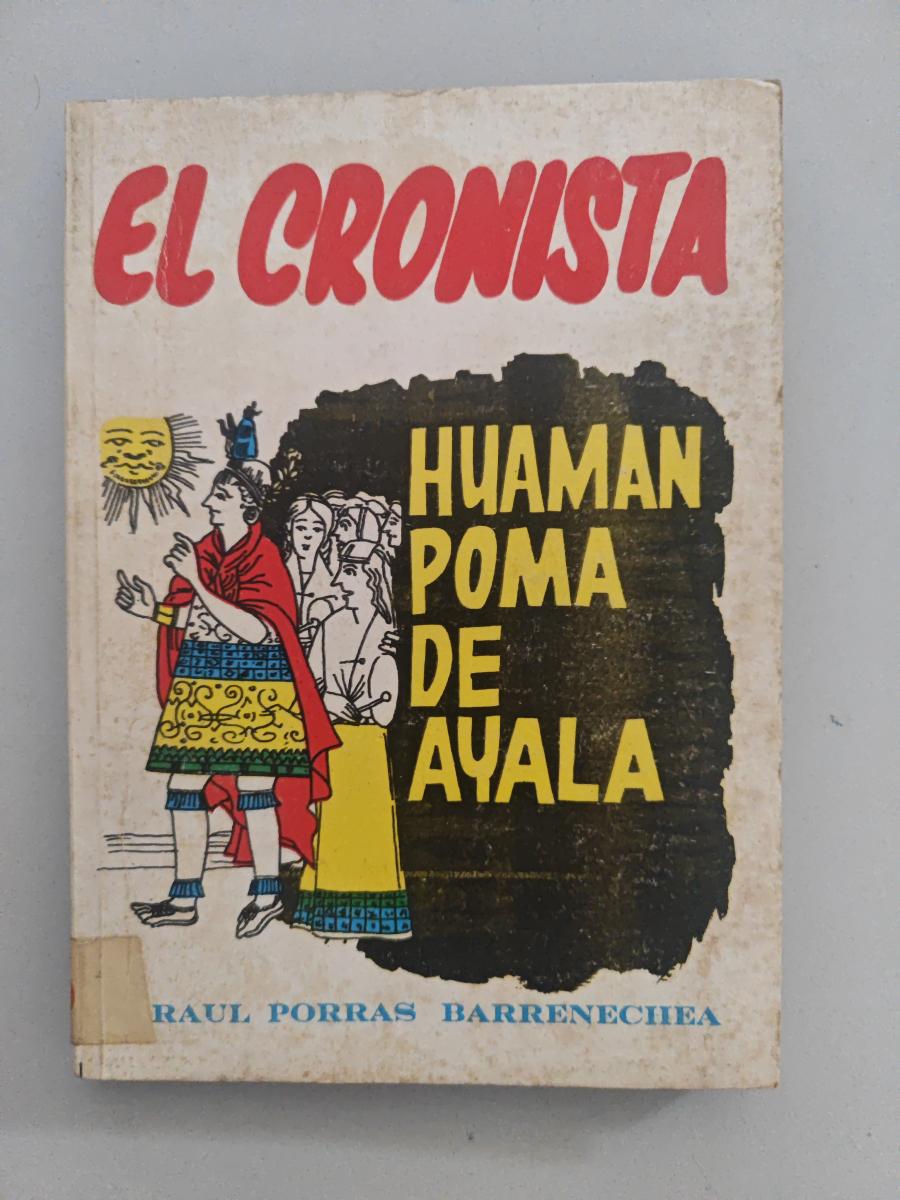 EL CRONISTA
HUAMAN
POMA
DE
AYALA
RAUL PORRAS BARRENECHEA